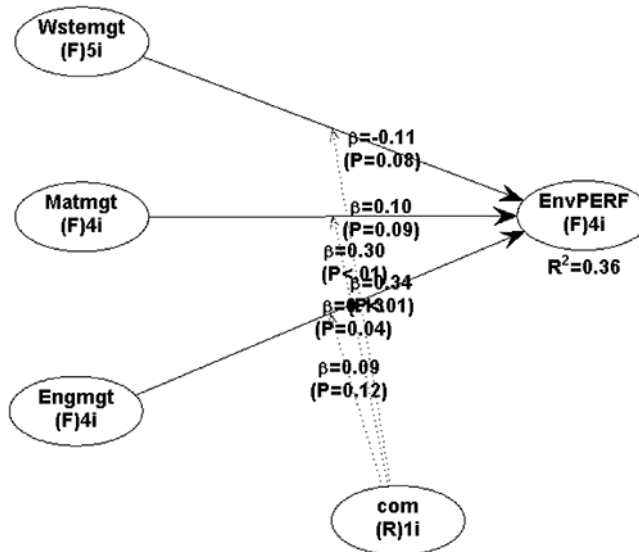 Wstemgt
(F)5i
β=-0.11
(P=0.08)
Matmgt
(F)4i
EnvPERF
(F)4i
R²=0.36
β=0.10
(P=0.09)
β=0.30
(P<.01)
β=0.34
(P<.01)
(P=0.04)
β=0.09
(P=0.12)
Engmgt
(F)4i
com
(R)1i